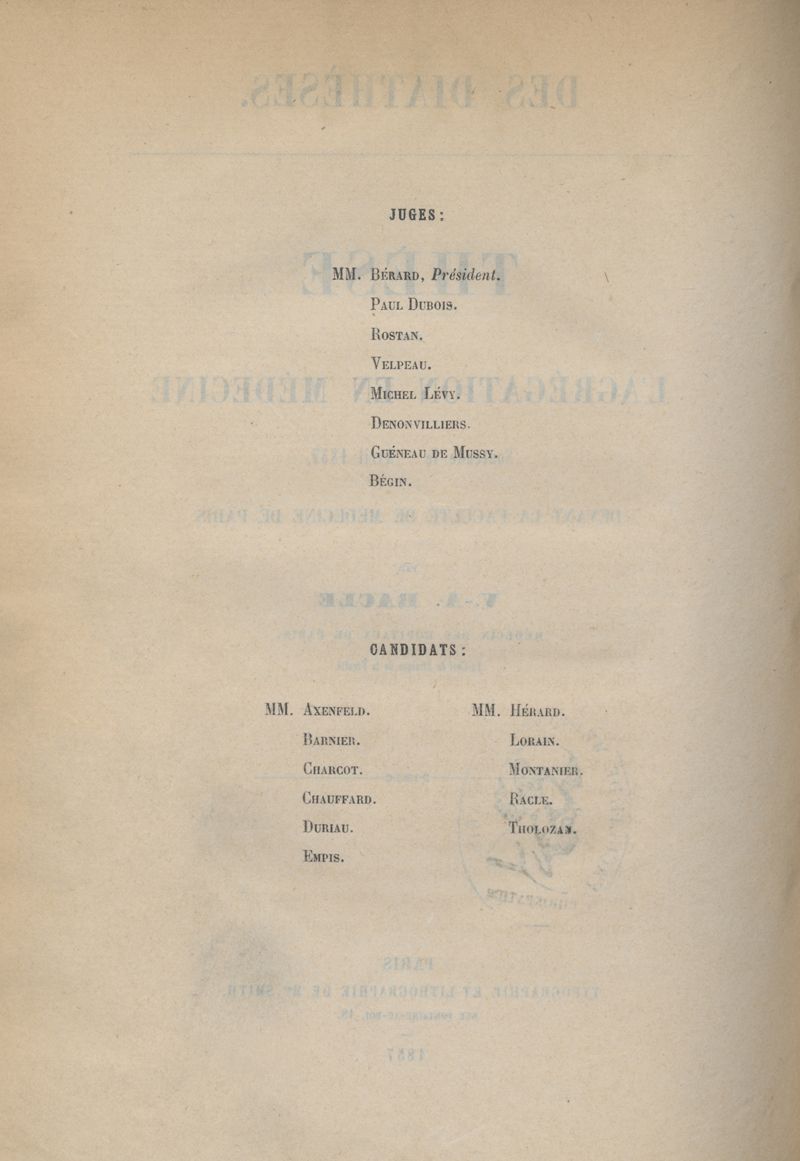 JUGES:
MM. BÉRARD, Président.
PAUL DUBOIS.
ROSTAN.
VELPEAU.
MICHEL LÉVY.
DENONVILLIERS.
GUÉNEAU DE MUSSY.
BÉGIN.
CANDIDATS:
MM. AXENFELD.
BARNIER.
CHARCOT.
CHAUFFARD.
DURIAU.
EMPIS.
MM. HÉRARD.
LORAIN.
MONTANIER.
RACLE.
THOLOZAN.